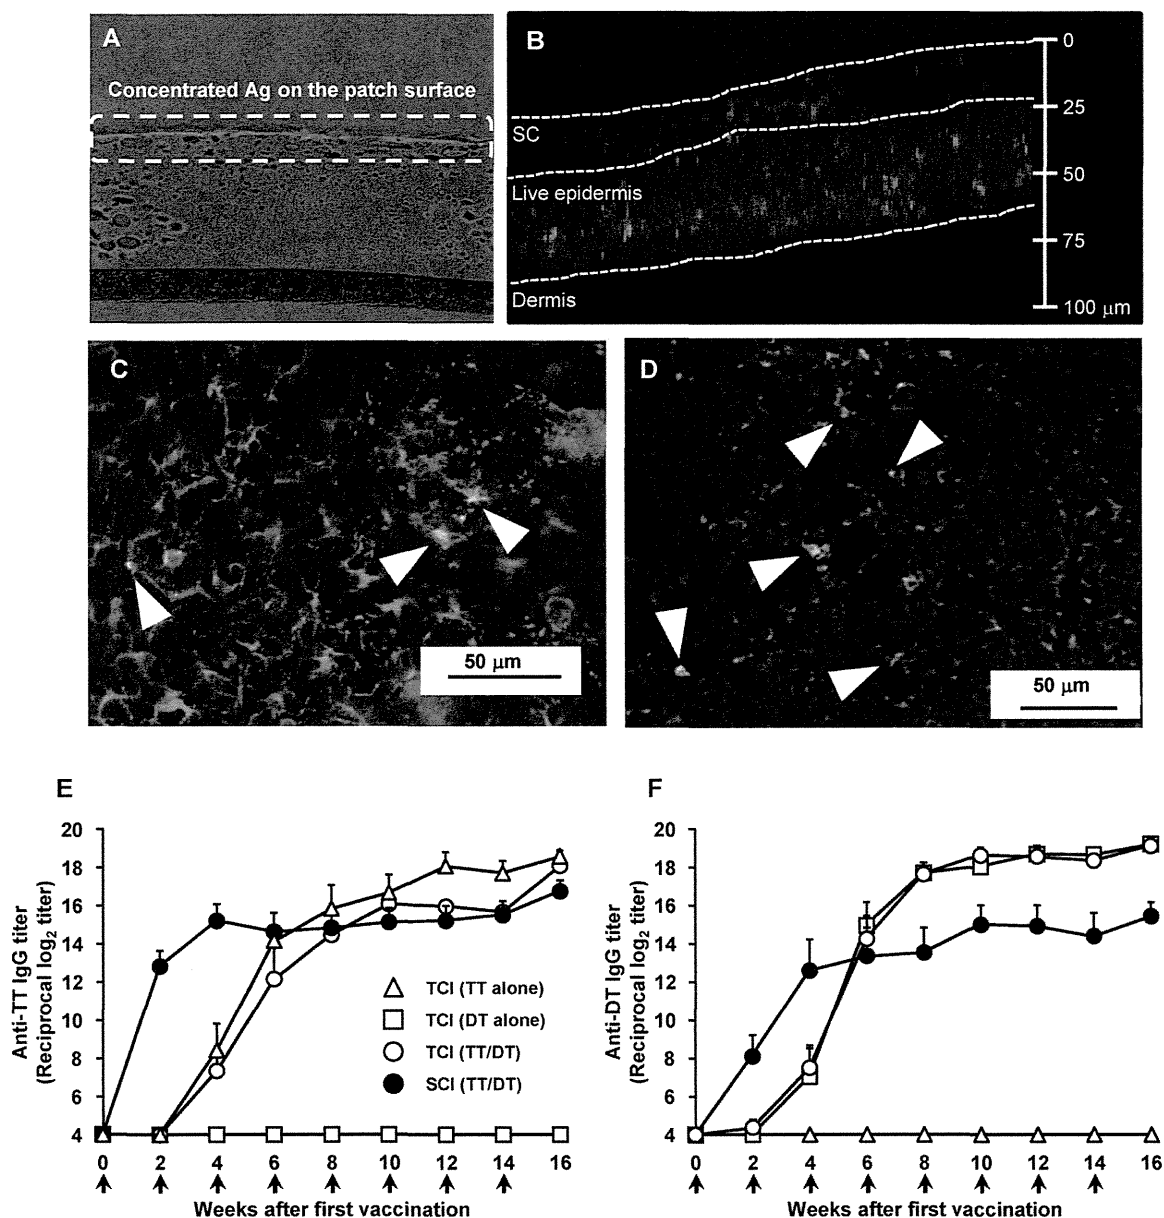 A
Concentrated Ag on the patch surface
B
SC
Live epidermis
Dermis
0
25
50
75
100 μm
C
50 μm
D
50 μm
E
Anti-TT IgG titer
(Reciprocal log2 titer)
20
18
16
14
12
10
8
6
4
TCI (TT alone)
TCI (DT alone)
TCI (TT/DT)
SCI (TT/DT)
0 2 4 6 8 10 12 14 16
Weeks after first vaccination
F
Anti-DT IgG titer
(Reciprocal log2 titer)
20
18
16
14
12
10
8
6
4
0 2 4 6 8 10 12 14 16
Weeks after first vaccination